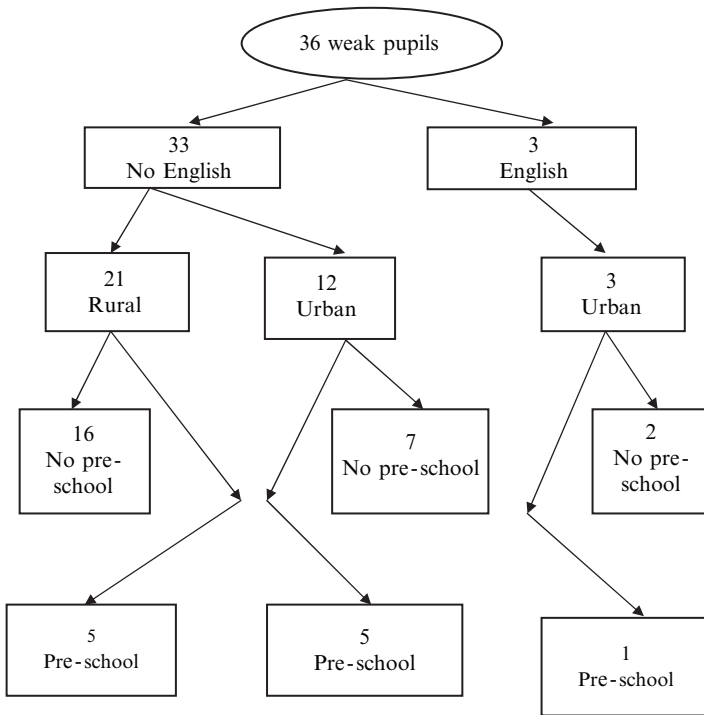 36 weak pupils
33
No English
3
English
21
Rural
12
Urban
3
Urban
16
No pre-
school
7
No pre-school
2
No pre-
school
5
Pre-school
5
Pre-school
1
Pre-school